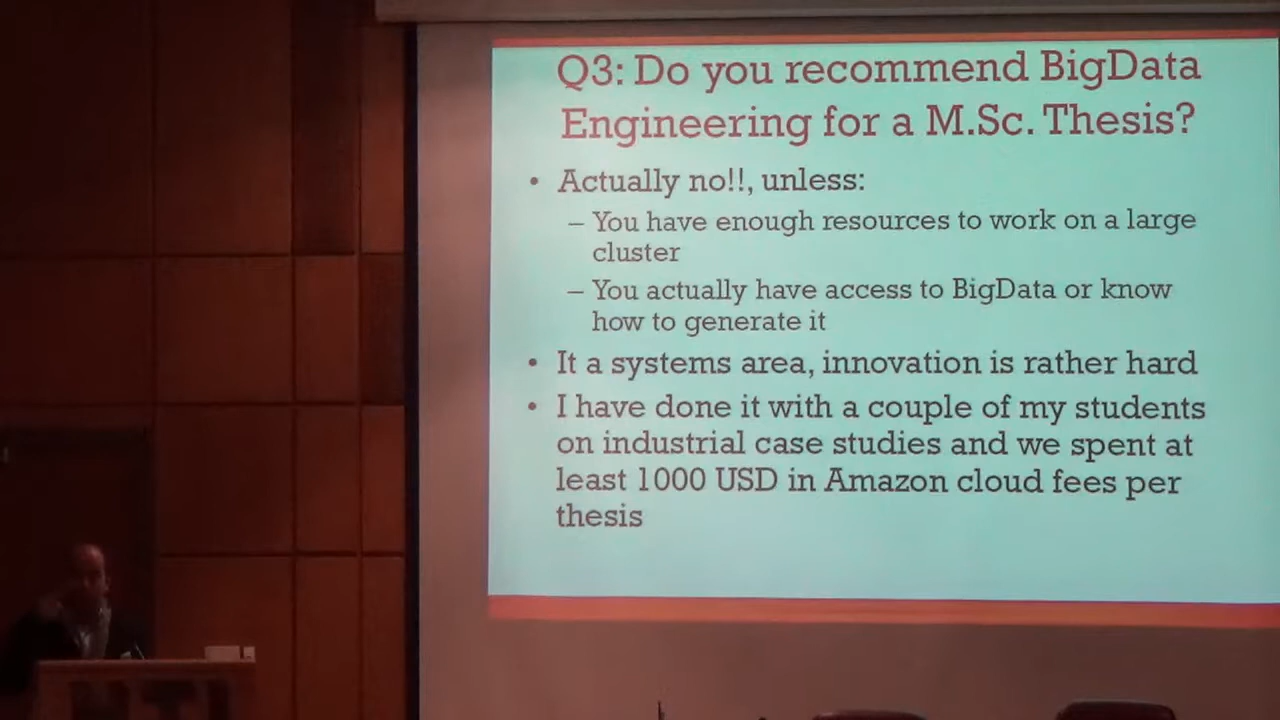 Q3: Do you recommend BigData
Engineering for a M.Sc. Thesis?
• Actually no!!, unless:
– You have enough resources to work on a large
cluster
– You actually have access to BigData or know
how to generate it
• It a systems area, innovation is rather hard
• I have done it with a couple of my students
on industrial case studies and we spent at
least 1000 USD in Amazon cloud fees per
thesis